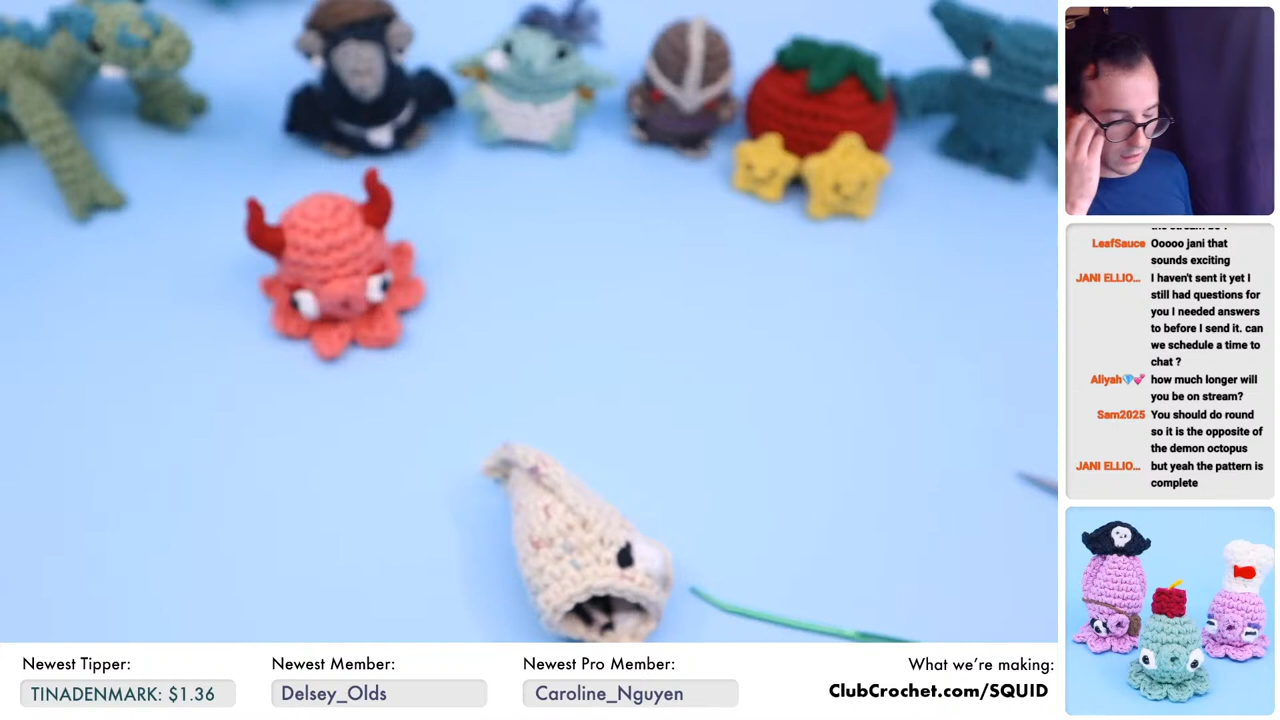 LeafSauce Ooooo jani that
sounds exciting
JANI ELLIO... I haven't sent it yet I
still had questions for
you I needed answers
to before I send it. can
we schedule a time to
chat ?
Aliyah💎💕 how much longer will
you be on stream?
Sam2025 You should do round
so it is the opposite of
the demon octopus
JANI ELLIO... but yeah the pattern is
complete
Newest Tipper:
TINADENMARK: $1.36
Newest Member:
Delsey_Olds
Newest Pro Member:
Caroline_Nguyen
What we're making:
ClubCrochet.com/SQUID